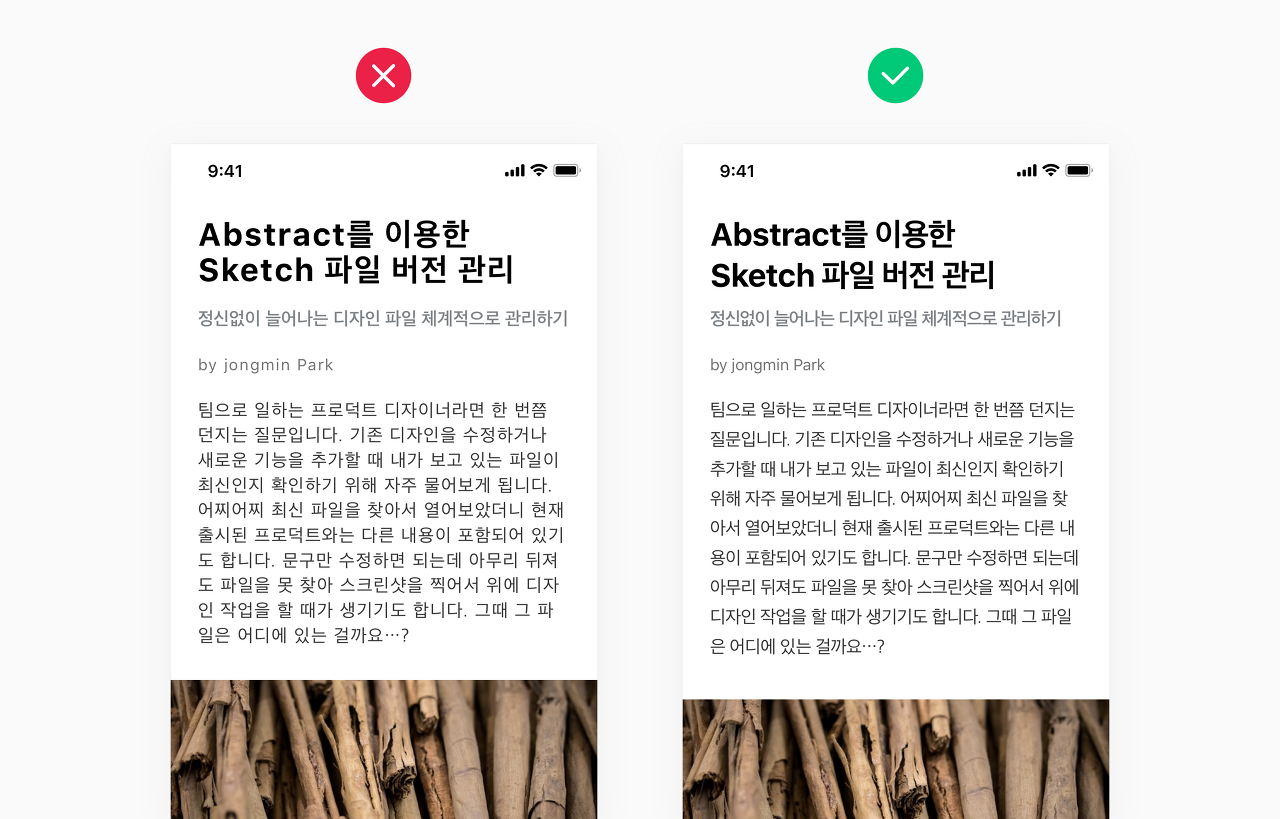 9:41
Abstract를 이용한
Sketch 파일 버전 관리
정신없이 늘어나는 디자인 파일 체계적으로 관리하기
by jongmin Park
팀으로 일하는 프로덕트 디자이너라면 한 번쯤
던지는 질문입니다. 기존 디자인을 수정하거나
새로운 기능을 추가할 때 내가 보고 있는 파일이
최신인지 확인하기 위해 자주 물어보게 됩니다.
어찌어찌 최신 파일을 찾아서 열어보았더니 현재
출시된 프로덕트와는 다른 내용이 포함되어 있기
도 합니다. 문구만 수정하면 되는데 아무리 뒤져
도 파일을 못 찾아 스크린샷을 찍어서 위에 디자
인 작업을 할 때가 생기기도 합니다. 그때 그 파
일은 어디에 있는 걸까요…?
9:41
Abstract를 이용한
Sketch 파일 버전 관리
정신없이 늘어나는 디자인 파일 체계적으로 관리하기
by jongmin Park
팀으로 일하는 프로덕트 디자이너라면 한 번쯤 던지는
질문입니다. 기존 디자인을 수정하거나 새로운 기능을
추가할 때 내가 보고 있는 파일이 최신인지 확인하기
위해 자주 물어보게 됩니다. 어찌어찌 최신 파일을 찾
아서 열어보았더니 현재 출시된 프로덕트와는 다른 내
용이 포함되어 있기도 합니다. 문구만 수정하면 되는데
아무리 뒤져도 파일을 못 찾아 스크린샷을 찍어서 위에
디자인 작업을 할 때가 생기기도 합니다. 그때 그 파일
은 어디에 있는 걸까요…?